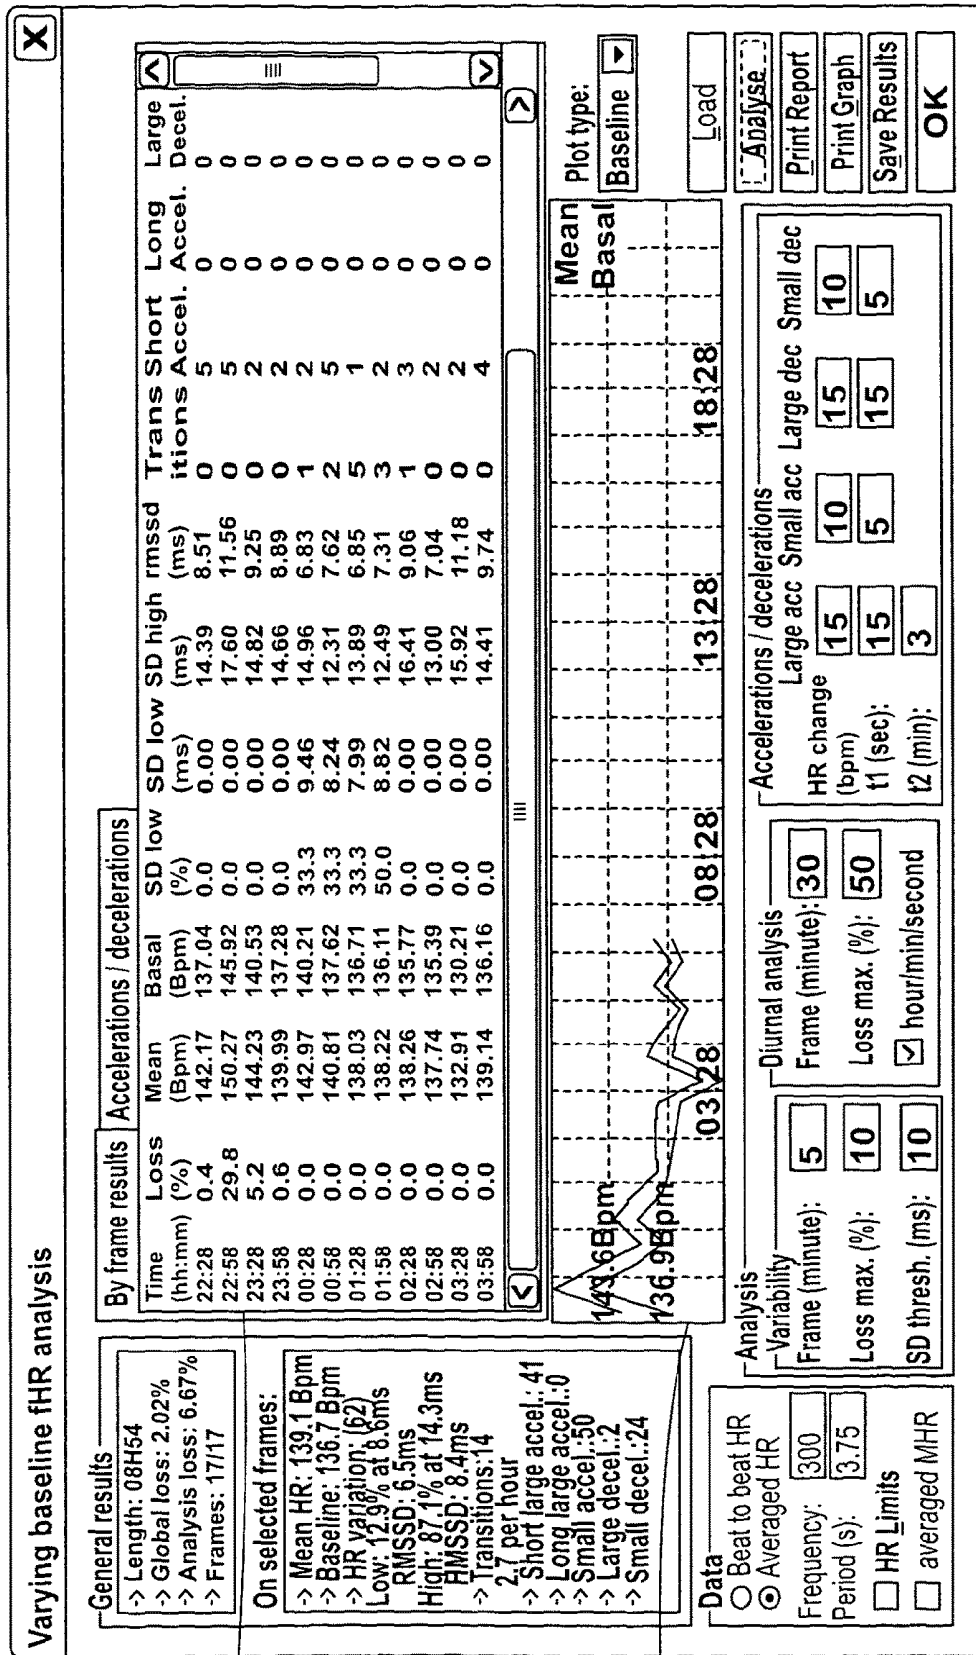 Varying baseline fHR analysis
X
General results
-> Length: 08H54
-> Global loss: 2.02%
-> Analysis loss: 6.67%
-> Frames: 17/17
On selected frames:
-> Mean HR: 139.1 Bpm
-> Baseline: 136.7 Bpm
-> HR variation: (62)
Low: 12.9% at 8.6ms
RMSSD: 6.5ms
High: 87.1% at 14.3ms
RMSSD: 8.4ms
-> Transitions:14
2.7 per hour
-> Short large accel.: 41
-> Long large accel.:0
-> Small accel.:50
-> Large decel.:2
-> Small decel.:24
By frame results Accelerations / decelerations
Time Loss Mean Basal SD low SD low SD high rmssd Trans Short Long Large
(hh:mm) (%) (Bpm) (Bpm) (%) (ms) (ms) (ms) itions Accel. Accel. Decel.
22:28 0.4 142.17 137.04 0.0 0.00 14.39 8.51 0 5 0 0
22:58 29.8 150.27 145.92 0.0 0.00 17.60 11.56 0 5 0 0
23:28 5.2 144.23 140.53 0.0 0.00 14.82 9.25 0 2 0 0
23:58 0.6 139.99 137.28 0.0 0.00 14.66 8.89 0 2 0 0
00:28 0.0 142.97 140.21 33.3 9.46 14.96 6.83 1 2 0 0
00:58 0.0 140.81 137.62 33.3 8.24 12.31 7.62 2 5 0 0
01:28 0.0 138.03 136.71 33.3 7.99 13.89 6.85 5 1 0 0
01:58 0.0 138.22 136.11 50.0 8.82 12.49 7.31 3 2 0 0
02:28 0.0 138.26 135.77 0.0 0.00 16.41 9.06 1 3 0 0
02:58 0.0 137.74 135.39 0.0 0.00 13.00 7.04 0 2 0 0
03:28 0.0 132.91 130.21 0.0 0.00 15.92 11.18 0 2 0 0
03:58 0.0 139.14 136.16 0.0 0.00 14.41 9.74 0 4 0 0
Mean
Basal
143.6Bpm
136.9Bpm
03:28 08:28 13:28 18:28
Plot type:
Baseline
Load
Analyse
Print Report
Print Graph
Save Results
OK
Data
Beat to beat HR
Averaged HR
Frequency: 300
Period (s): 3.75
HR Limits
averaged MHR
Analysis
Variability
Frame (minute): 5
Loss max. (%): 10
SD thresh. (ms): 10
Diurnal analysis
Frame (minute): 30
Loss max. (%): 50
hour/min/second
Accelerations / decelerations
Large acc Small acc Large dec Small dec
HR change
(bpm) 15 10 15 10
t1 (sec): 15 5 15 5
t2 (min): 3